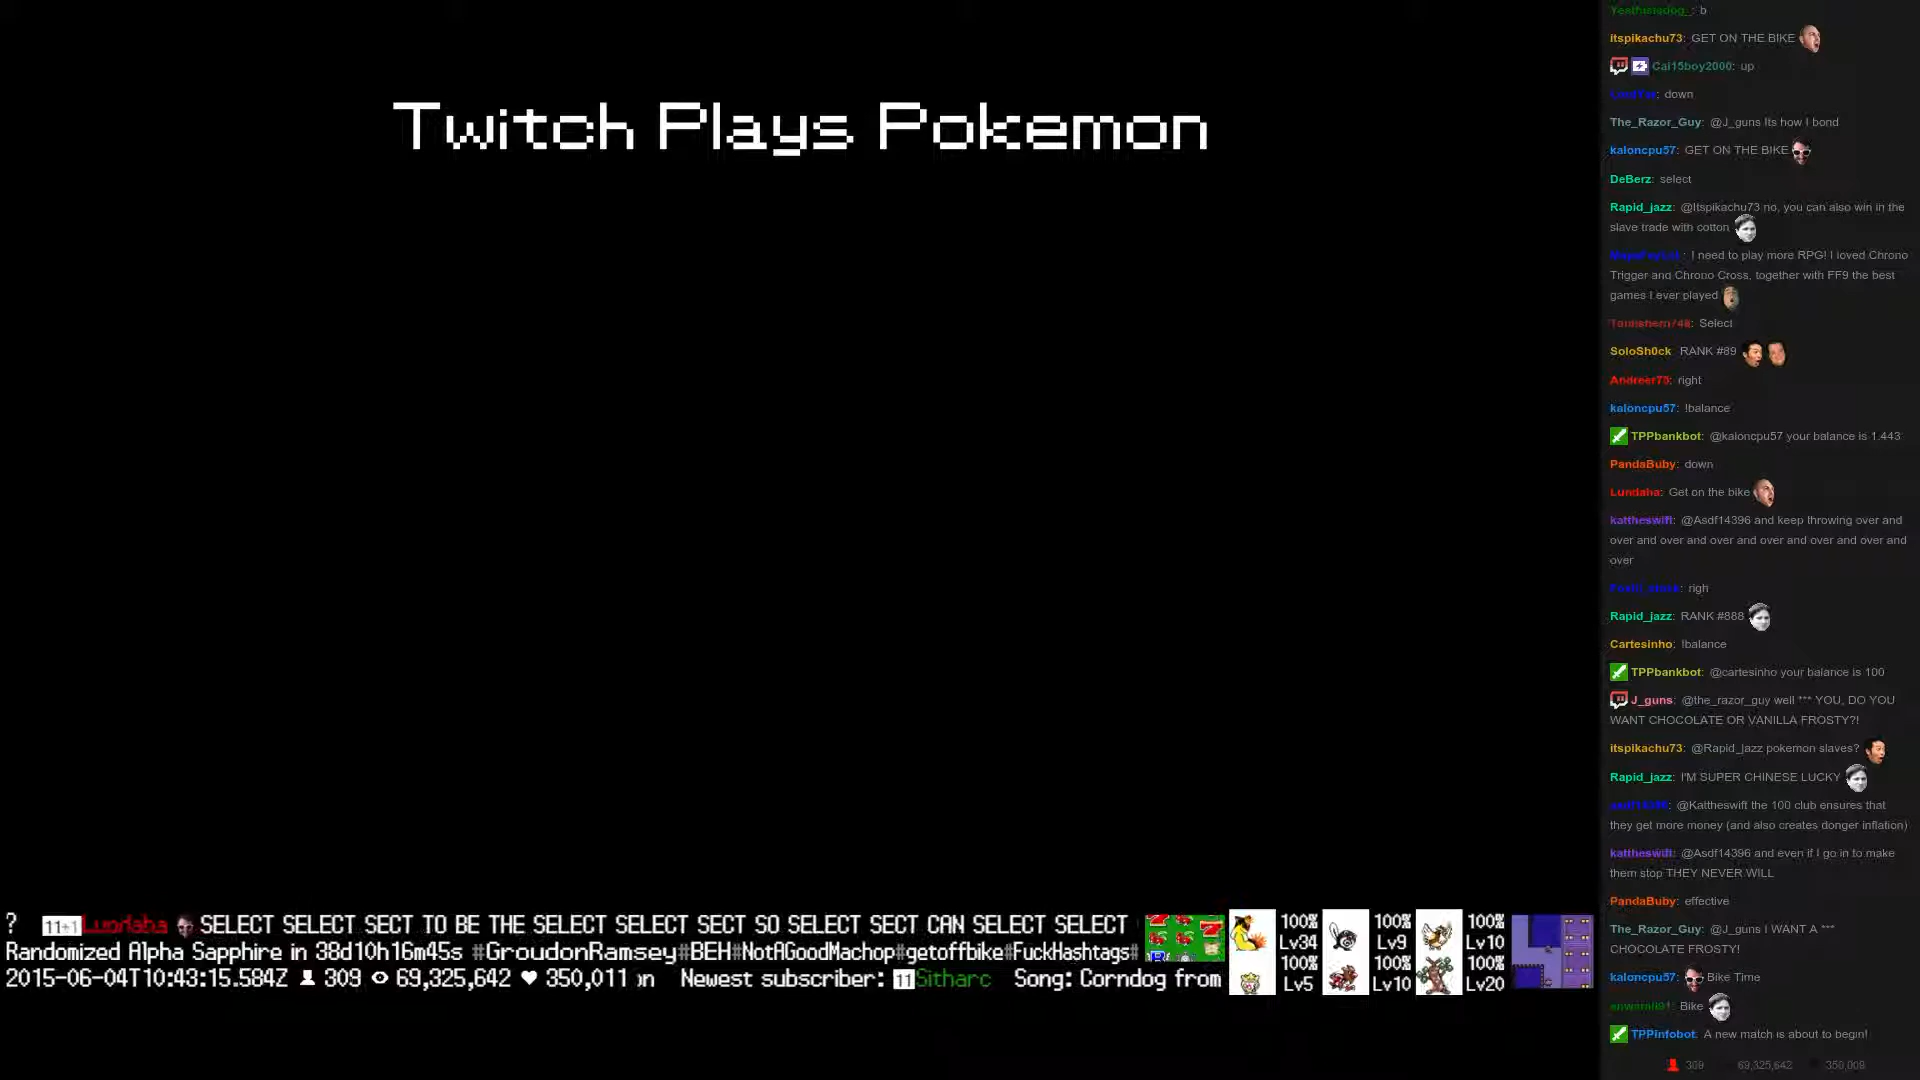 Twitch Plays Pokemon
? 11+1 Lundaha SELECT SELECT SECT TO BE THE SELECT SELECT SECT SO SELECT SECT CAN SELECT SELECT
Randomized Alpha Sapphire in 38d10h16m45s #GroudonRamsey#BEH#NotAGoodMachop#getoffbike#FuckHashtags#
2015-06-04T10:43:15.584Z 309 69,325,642 350,011 Newest subscriber: 11 Sitharc Song: Corndog from
100% 100% 100%
Lv34 Lv9 Lv10
100% 100% 100%
Lv5 Lv10 Lv20
: b
itspikachu73: GET ON THE BIKE
Cal15boy2000: up
: down
The_Razor_Guy: @J_guns Its how I bond
kaloncpu57: GET ON THE BIKE
DeBerz: select
Rapid_jazz: @Itspikachu73 no, you can also win in the
slave trade with cotton
: I need to play more RPG! I loved Chrono
Trigger and Chrono Cross, together with FF9 the best
games I ever played
: Select
SoloSh0ck RANK #89
Andreer75: right
kaloncpu57: !balance
TPPbankbot: @kaloncpu57 your balance is 1.443
PandaBuby: down
Lundaha: Get on the bike
kattheswift: @Asdf14396 and keep throwing over and
over and over and over and over and over and over and
over
: righ
Rapid_jazz: RANK #888
Cartesinho: !balance
TPPbankbot: @cartesinho your balance is 100
J_guns: @the_razor_guy well *** YOU, DO YOU
WANT CHOCOLATE OR VANILLA FROSTY?!
itspikachu73: @Rapid_jazz pokemon slaves?
Rapid_jazz: I'M SUPER CHINESE LUCKY
asdf14396: @Kattheswift the 100 club ensures that
they get more money (and also creates donger inflation)
kattheswift: @Asdf14396 and even if I go in to make
them stop THEY NEVER WILL
PandaBuby: effective
The_Razor_Guy: @J_guns I WANT A ***
CHOCOLATE FROSTY!
kaloncpu57: Bike Time
: Bike
TPPinfobot: A new match is about to begin!
309 69,325,642 350,008